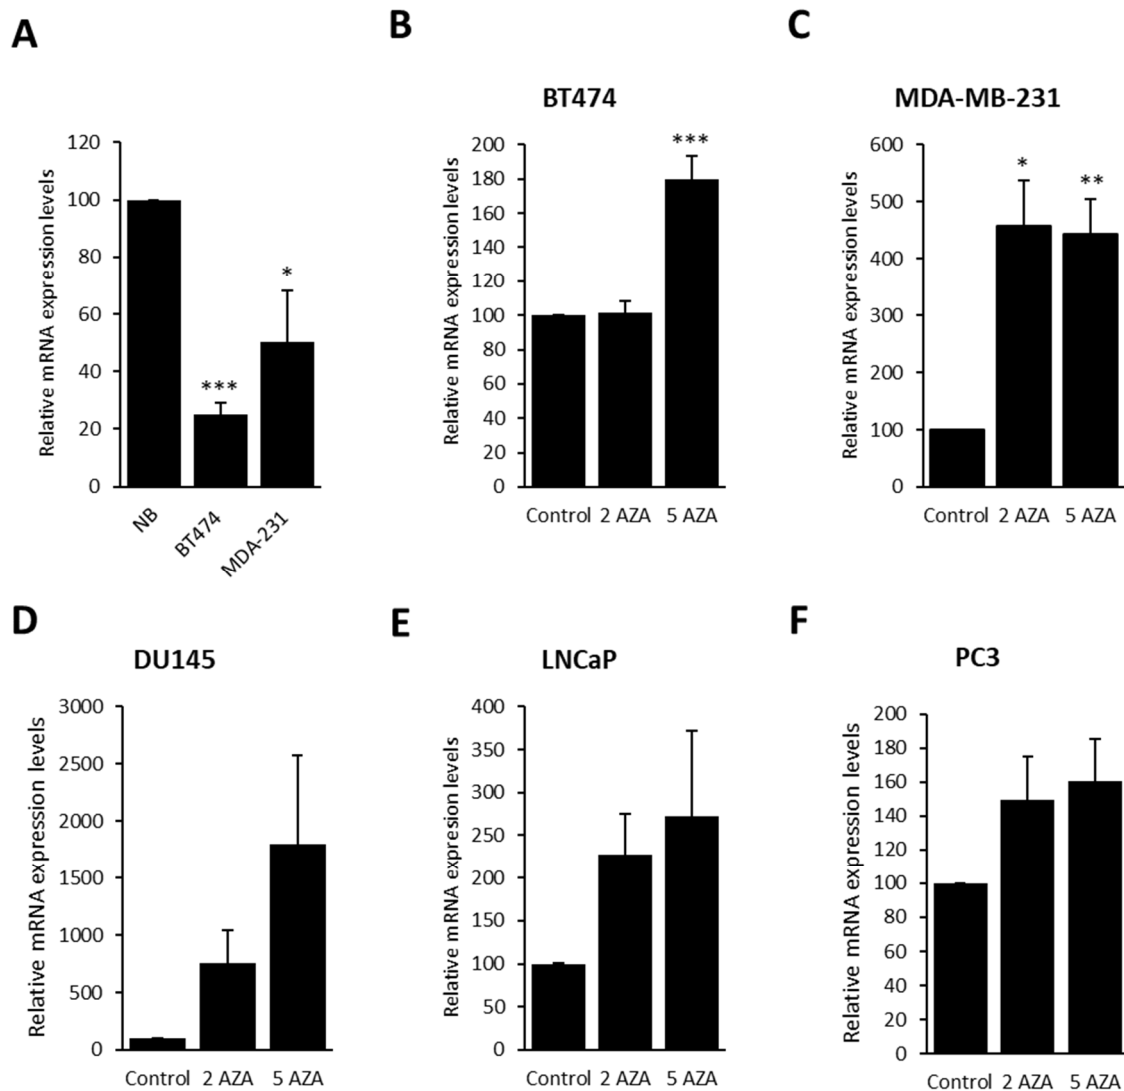 A
Relative mRNA expression levels
120
100
80
60
40
20
0
***
*
NB
BT474
MDA-231
B
BT474
Relative mRNA expression levels
200
180
160
140
120
100
80
60
40
20
0
***
Control 2 AZA 5 AZA
C
MDA-MB-231
Relative mRNA expression levels
600
500
400
300
200
100
0
*
**
Control 2 AZA 5 AZA
D
DU145
Relative mRNA expression levels
3000
2500
2000
1500
1000
500
0
Control 2 AZA 5 AZA
E
LNCaP
Relative mRNA expression levels
400
350
300
250
200
150
100
50
0
Control 2 AZA 5 AZA
F
PC3
Relative mRNA expression levels
200
180
160
140
120
100
80
60
40
20
0
Control 2 AZA 5 AZA